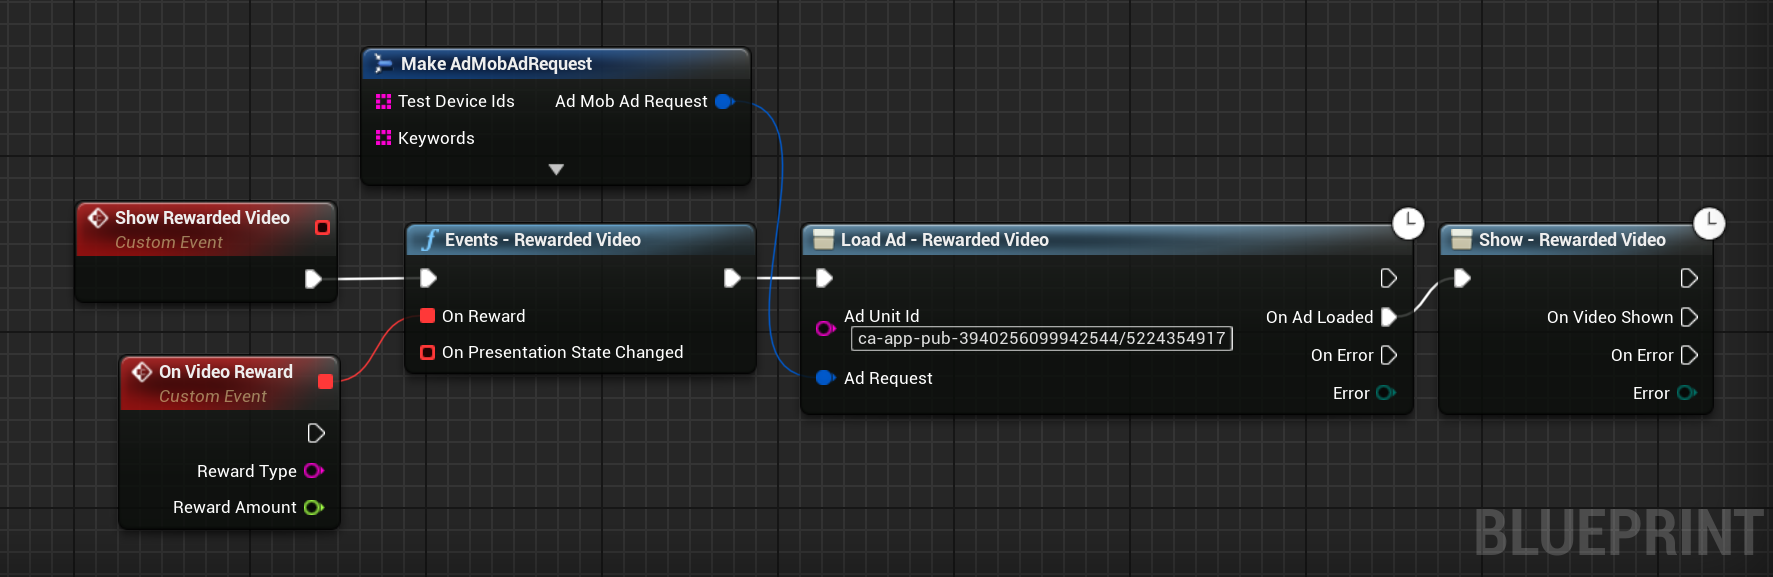 Make AdMobAdRequest
Test Device Ids
Ad Mob Ad Request
Keywords
Show Rewarded Video
Custom Event
Events - Rewarded Video
On Reward
On Presentation State Changed
On Video Reward
Custom Event
Reward Type
Reward Amount
Load Ad - Rewarded Video
Ad Unit Id
ca-app-pub-3940256099942544/5224354917
Ad Request
On Ad Loaded
On Error
Error
Show - Rewarded Video
On Video Shown
On Error
Error
BLUEPRINT